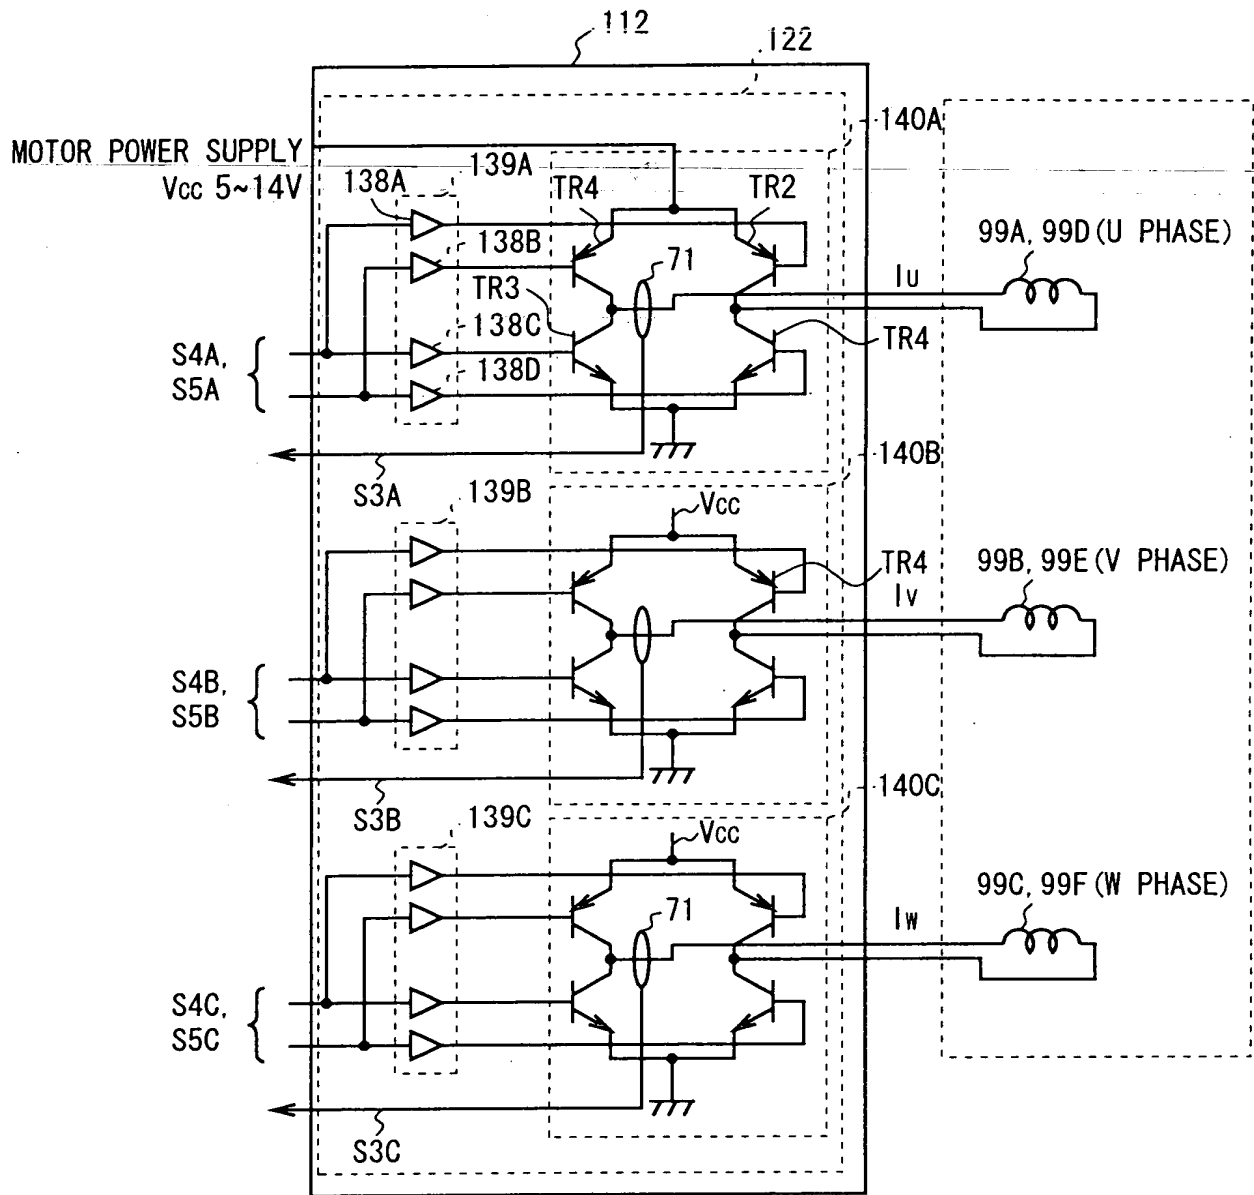 112
122
140A
MOTOR POWER SUPPLY
Vcc 5~14V
139A
138A
TR4
TR2
138B
71
99A, 99D (U PHASE)
IU
TR3
138C
TR4
S4A,
S5A
138D
140B
S3A
139B
Vcc
TR4
99B, 99E (V PHASE)
IV
S4B,
S5B
140C
S3B
139C
Vcc
71
99C, 99F (W PHASE)
IW
S4C,
S5C
S3C